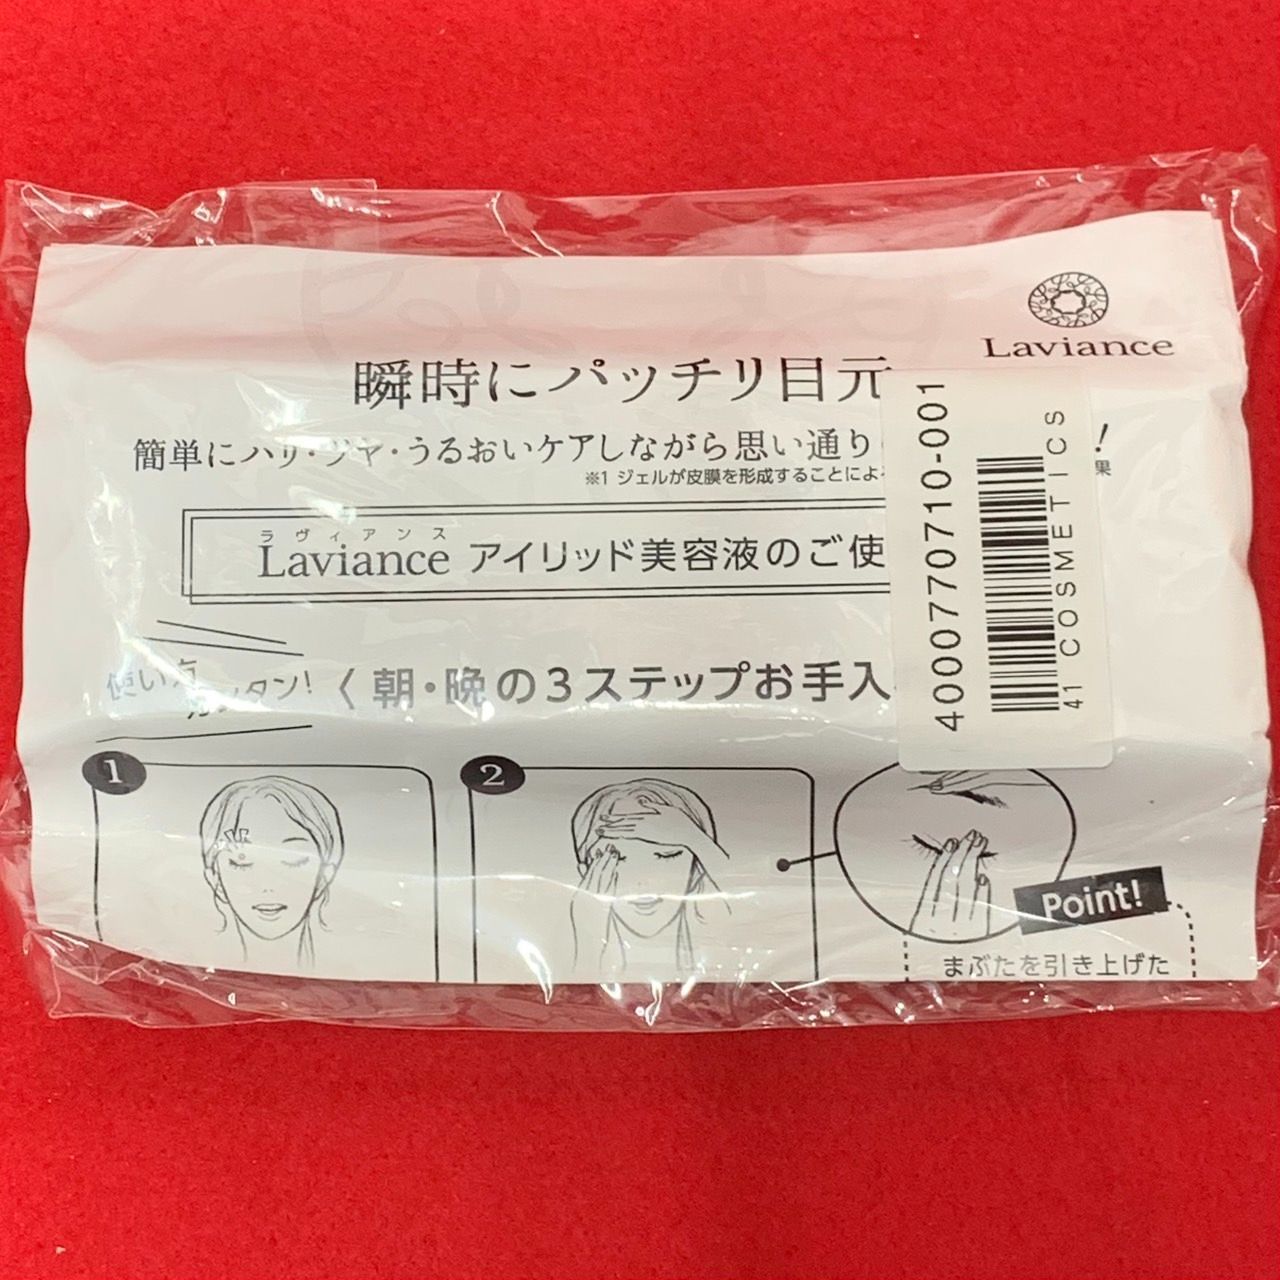 Laviance
瞬時にパッチリ目元
簡単にハリ・ツヤ・うるおいケアしながら思い通り !
※1 ジェルが皮膜を形成することによ 果
ラヴィアンス
Laviance アイリッド美容液のご使
使い方
カンタン!
〈 朝・晩の3ステップお手入
1
2
Point!
まぶたを引き上げた
4000770710-001
41 COSMETICS